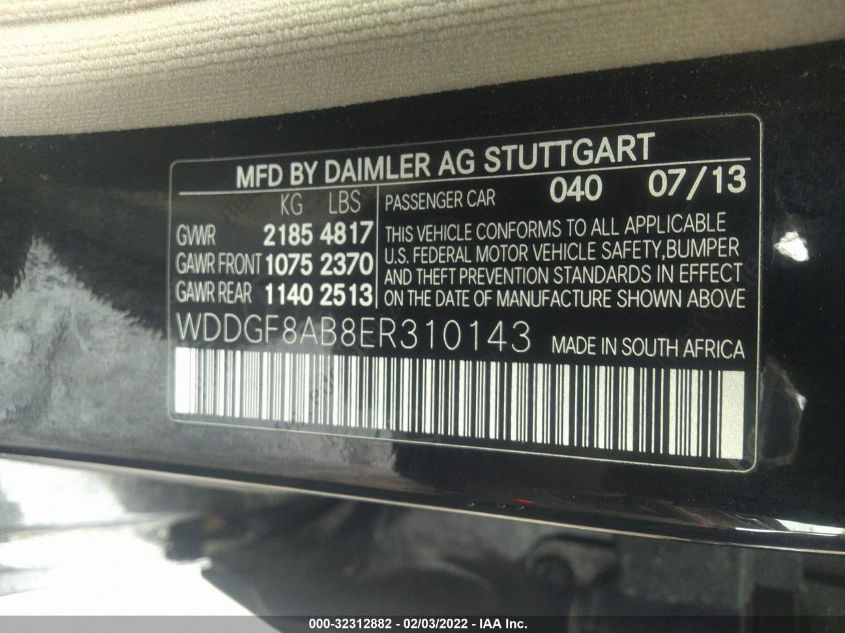 MFD BY DAIMLER AG STUTTGART
KG LBS
GVWR 2185 4817
GAWR FRONT 1075 2370
GAWR REAR 1140 2513
PASSENGER CAR 040 07/13
THIS VEHICLE CONFORMS TO ALL APPLICABLE
U.S. FEDERAL MOTOR VEHICLE SAFETY, BUMPER
AND THEFT PREVENTION STANDARDS IN EFFECT
ON THE DATE OF MANUFACTURE SHOWN ABOVE
WDDGF8AB8ER310143 MADE IN SOUTH AFRICA
000-32312882 - 02/03/2022 - IAA Inc.